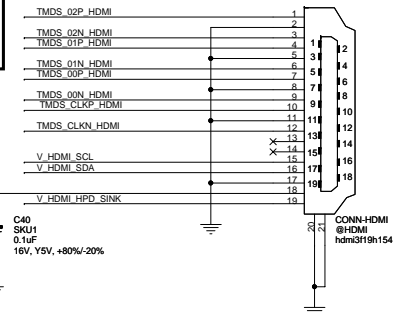 TMDS_02P_HDMI 1
2
TMDS_02N_HDMI 3
TMDS_01P_HDMI 4
5
TMDS_01N_HDMI 6
TMDS_00P_HDMI 7
8
TMDS_00N_HDMI 9
TMDS_CLKP_HDMI 10
11
TMDS_CLKN_HDMI 12
13
14
V_HDMI_SCL 15
V_HDMI_SDA 16
17
18
V_HDMI_HPD_SINK 19
1 2
3 4
5 6
7 8
9 10
11 12
13 14
15 16
17 18
19
20 21
C40
SKU1
0.1uF
16V, Y5V, +80%/-20%
CONN-HDMI
@HDMI
hdmi3f19h154